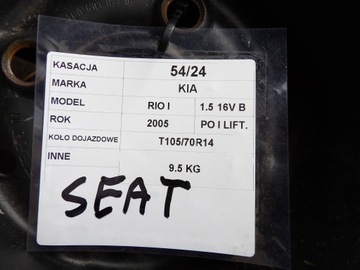 KASACJA 54/24
MARKA KIA
MODEL RIO I 1.5 16V B
ROK 2005 PO I LIFT.
KOŁO DOJAZDOWE T105/70R14
INNE 9.5 KG
SEAT